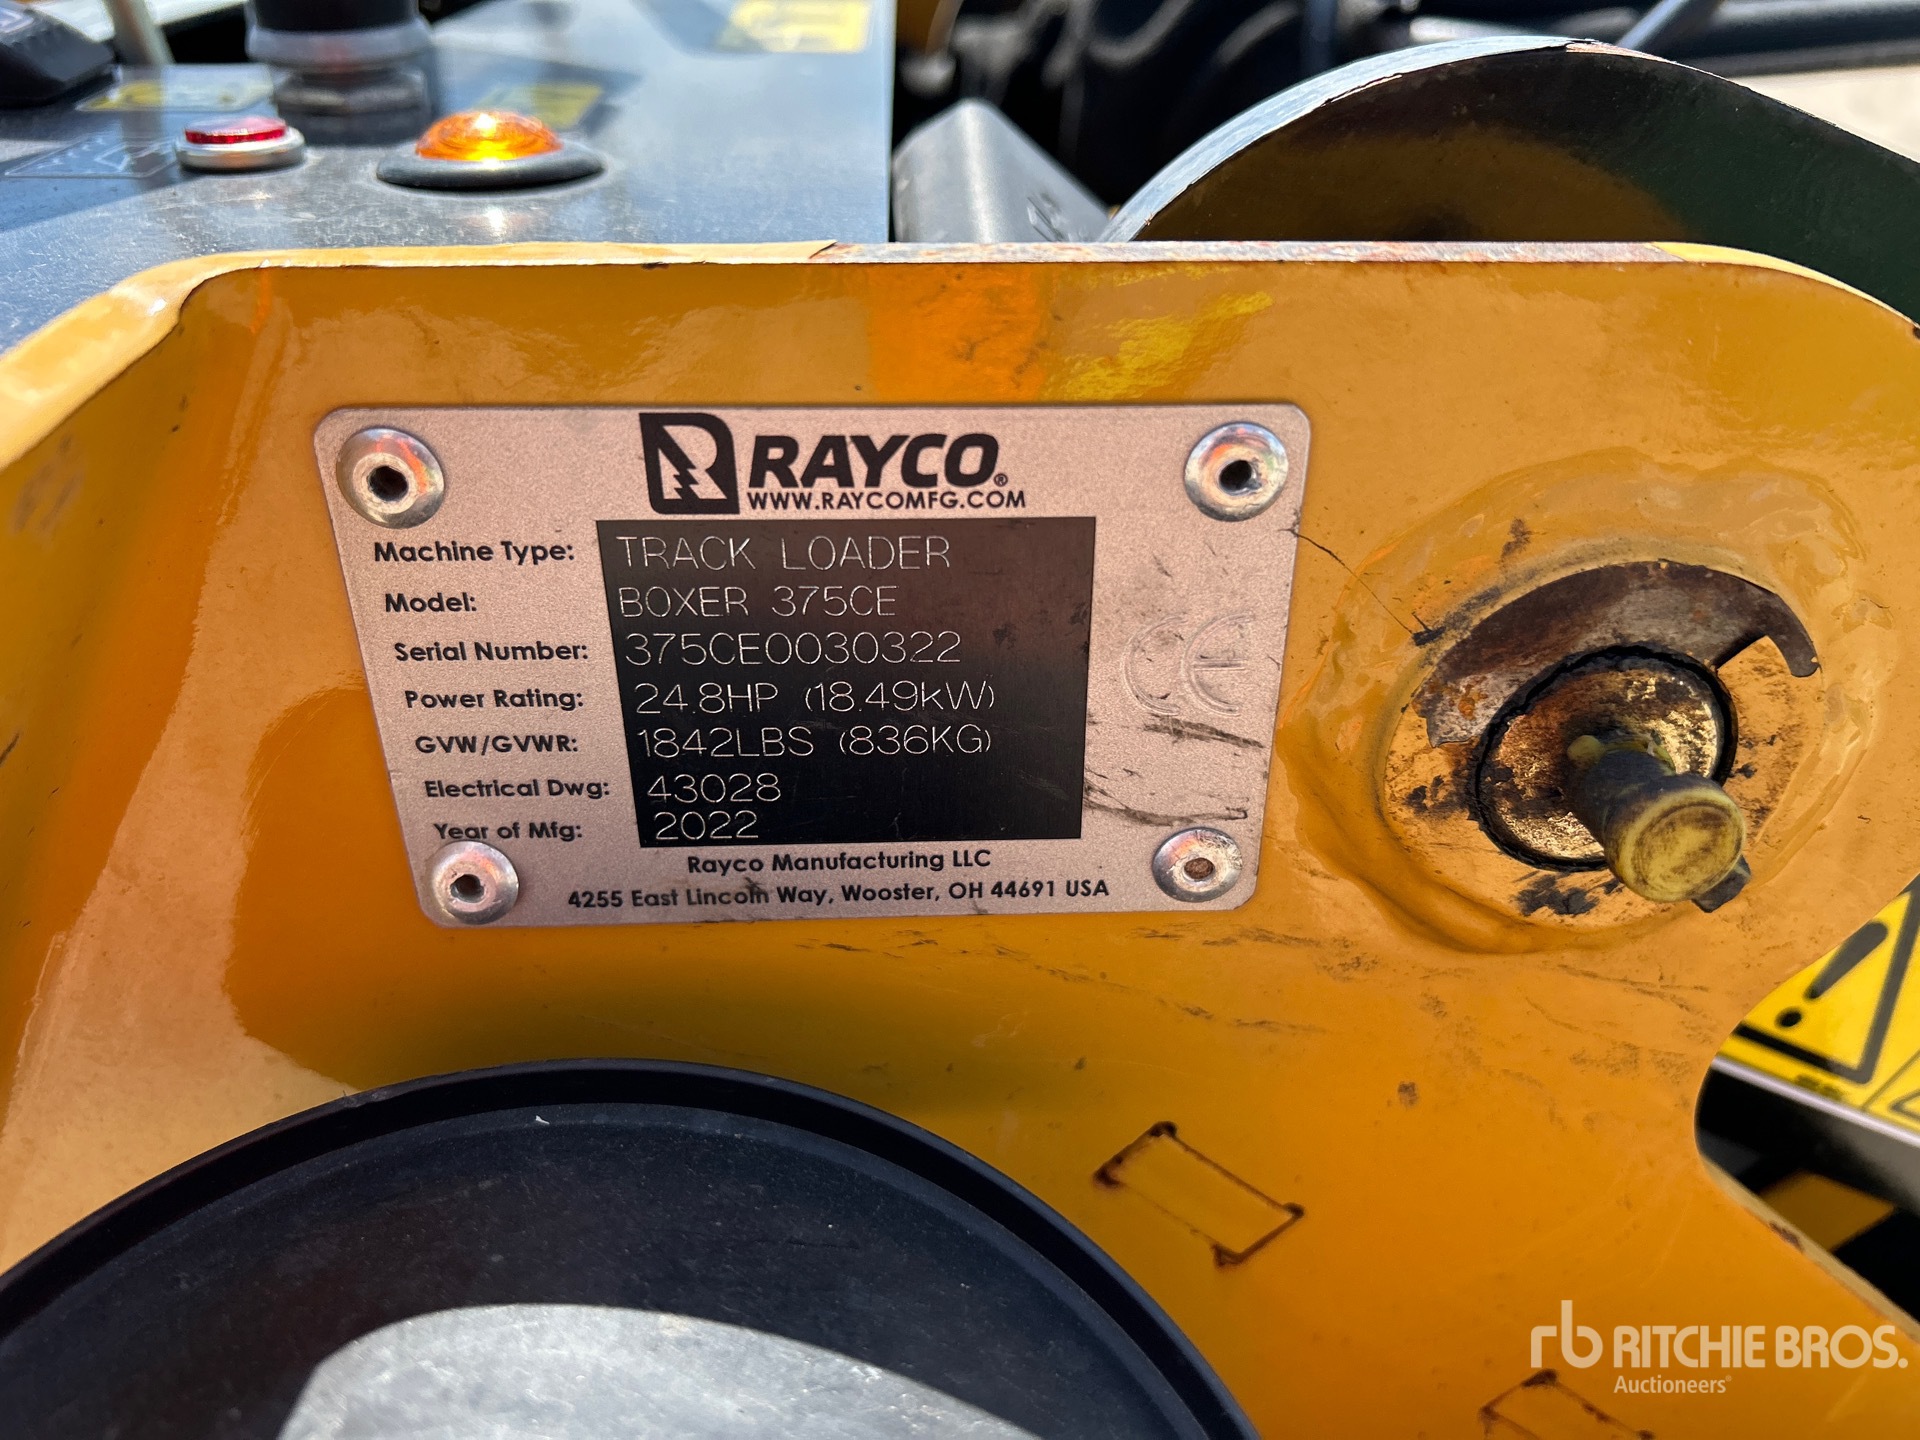 RAYCO®
WWW.RAYCOMFG.COM
Machine Type: TRACK LOADER
Model: BOXER 375CE
Serial Number: 375CE0030322
Power Rating: 24.8HP (18.49KW)
GVW/GVWR: 1842LBS (836KG)
Electrical Dwg: 43028
Year of Mfg: 2022
CE
Rayco Manufacturing LLC
4255 East Lincoln Way, Wooster, OH 44691 USA
rb RITCHIE BROS.
Auctioneers®